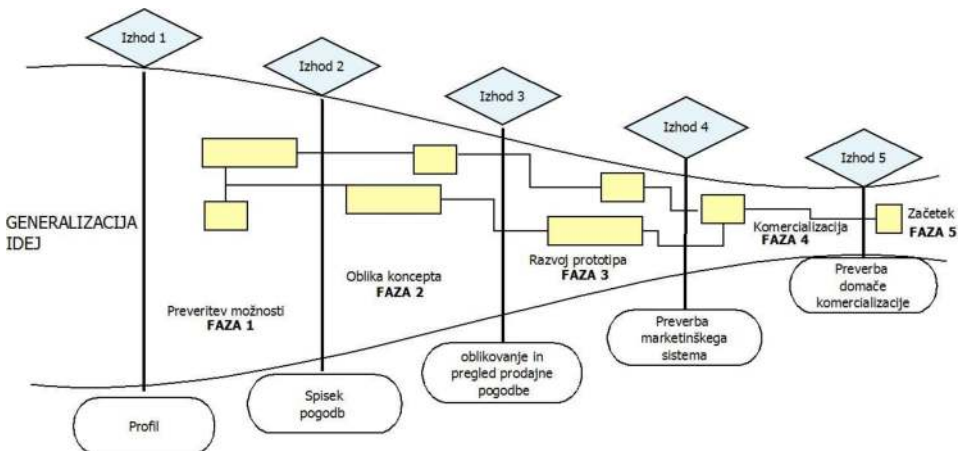 Izhod 1
Izhod 2
Izhod 3
Izhod 4
Izhod 5
GENERALIZACIJA
IDEJ
Preveritev možnosti
FAZA 1
Oblika koncepta
FAZA 2
Razvoj prototipa
FAZA 3
Komercializacija
FAZA 4
Začetek
FAZA 5
Profil
Spisek
pogodb
oblikovanje in
pregled prodajne
pogodbe
Preverba
marketinškega
sistema
Preverba
domače
komercializacije